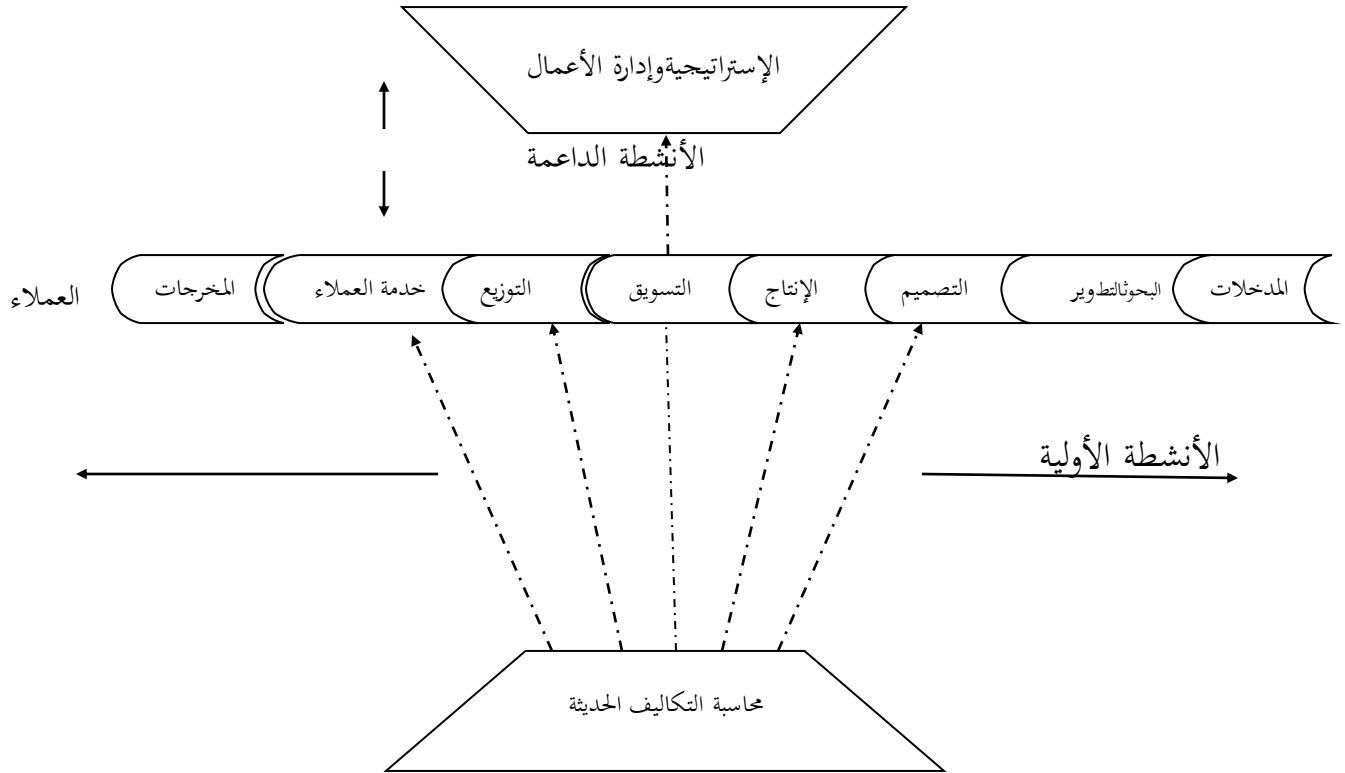 الإستراتيجيةوإدارة الأعمال
الأنشطة الداعمة
المدخلات
البحوثالتطوير
التصميم
الإنتاج
التسويق
التوزيع
خدمة العملاء
المخرجات
العملاء
الأنشطة الأولية
محاسبة التكاليف الحديثة